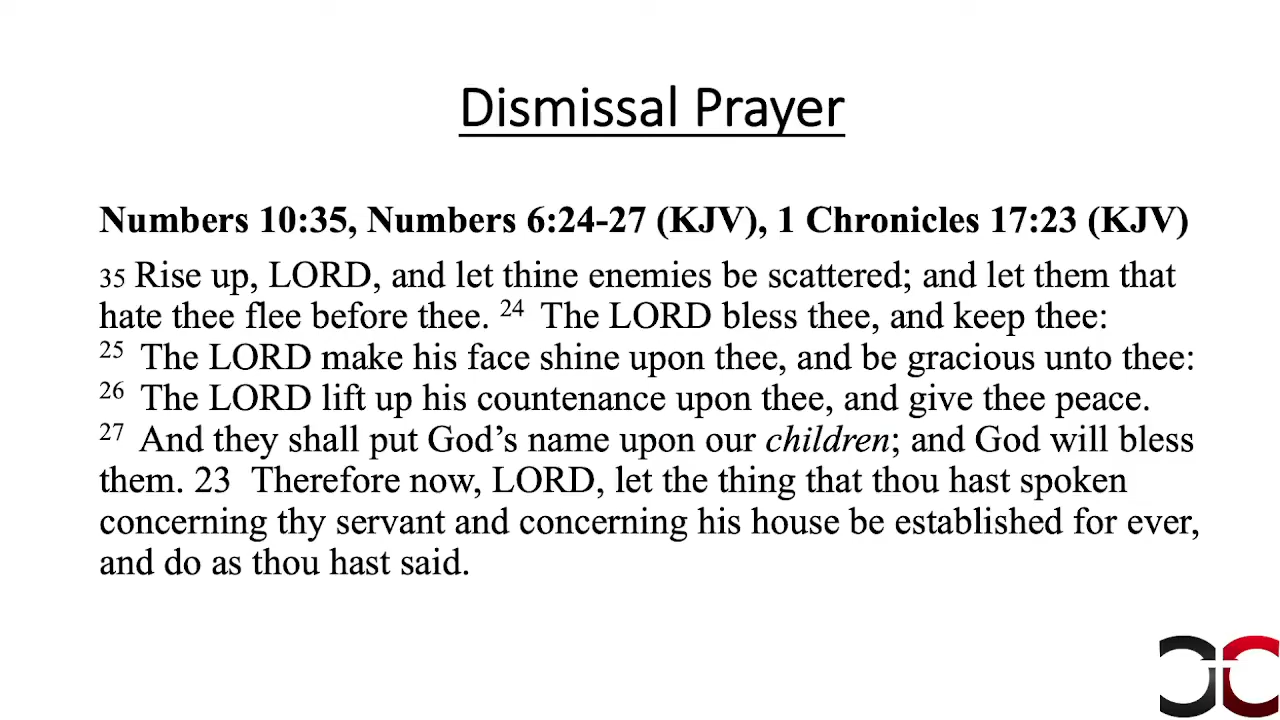 Dismissal Prayer
Numbers 10:35, Numbers 6:24-27 (KJV), 1 Chronicles 17:23 (KJV)
35 Rise up, LORD, and let thine enemies be scattered; and let them that
hate thee flee before thee. 24 The LORD bless thee, and keep thee:
25 The LORD make his face shine upon thee, and be gracious unto thee:
26 The LORD lift up his countenance upon thee, and give thee peace.
27 And they shall put God’s name upon our children; and God will bless
them. 23 Therefore now, LORD, let the thing that thou hast spoken
concerning thy servant and concerning his house be established for ever,
and do as thou hast said.